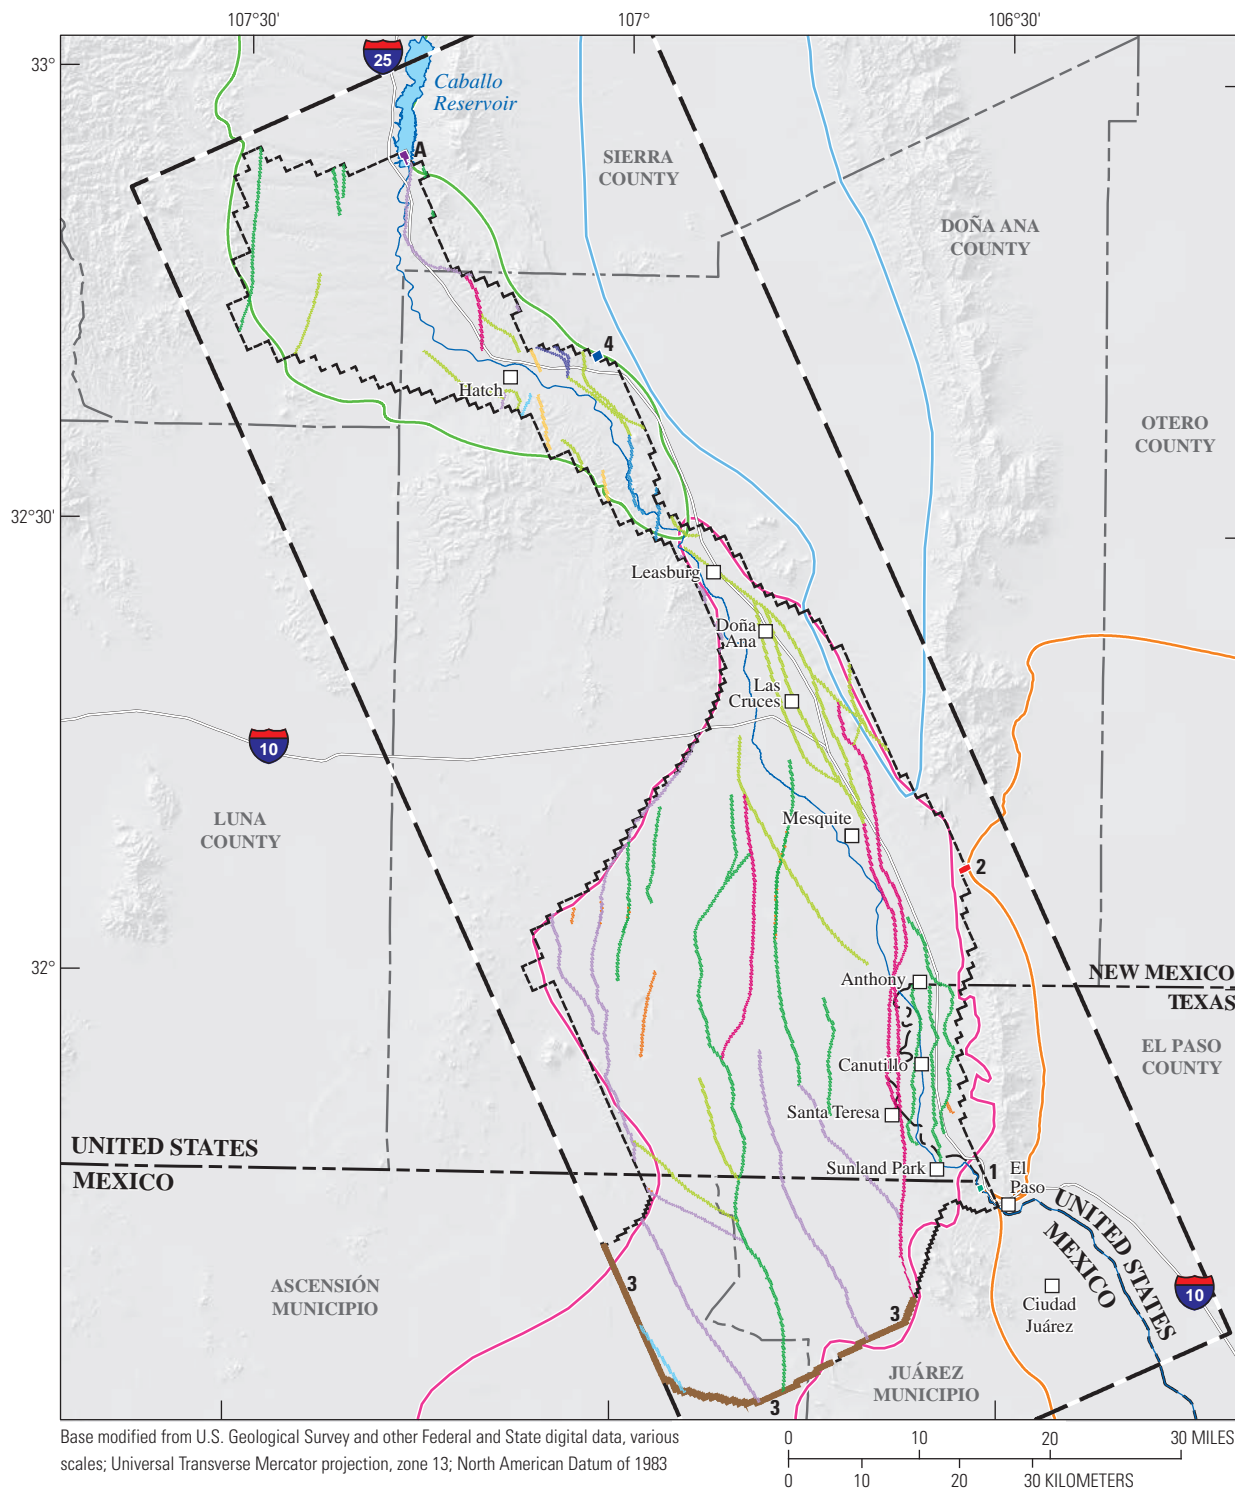 107°30'
107°
106°30'
33°
25
Caballo
Reservoir
A
SIERRA
COUNTY
DOÑA ANA
COUNTY
4
Hatch
OTERO
COUNTY
32°30'
Leasburg
Doña
Ana
Las
Cruces
10
LUNA
COUNTY
Mesquite
2
32°
Anthony
NEW MEXICO
TEXAS
EL PASO
COUNTY
Canutillo
Santa Teresa
UNITED STATES
MEXICO
Sunland Park
1
El
Paso
UNITED STATES
MEXICO
ASCENSIÓN
MUNICIPIO
3
3
3
10
Ciudad
Juárez
JUÁREZ
MUNICIPIO
Base modified from U.S. Geological Survey and other Federal and State digital data, various
scales; Universal Transverse Mercator projection, zone 13; North American Datum of 1983
0 10 20 30 MILES
0 10 20 30 KILOMETERS